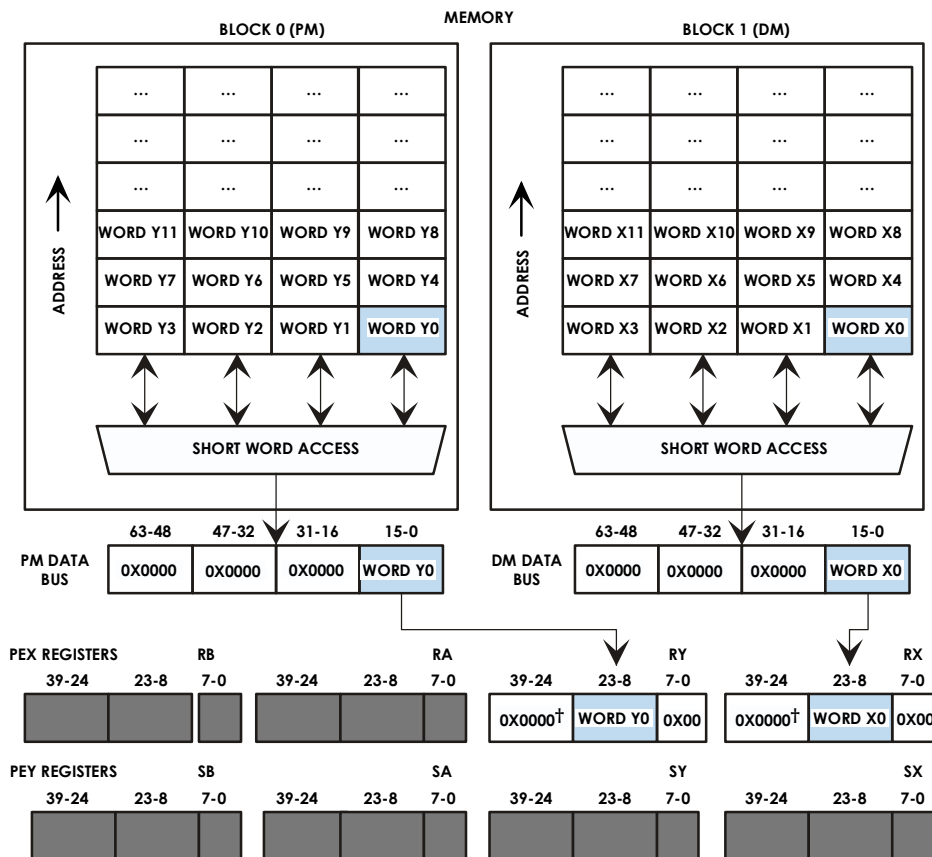 MEMORY
BLOCK 0 (PM) BLOCK 1 (DM)
... ... ... ... ... ... ... ...
... ... ... ... ... ... ... ...
... ... ... ... ... ... ... ...
WORD Y11 WORD Y10 WORD Y9 WORD Y8 WORD X11 WORD X10 WORD X9 WORD X8
ADDRESS ADDRESS
WORD Y7 WORD Y6 WORD Y5 WORD Y4 WORD X7 WORD X6 WORD X5 WORD X4
WORD Y3 WORD Y2 WORD Y1 WORD Y0 WORD X3 WORD X2 WORD X1 WORD X0
SHORT WORD ACCESS SHORT WORD ACCESS
63-48 47-32 31-16 15-0 63-48 47-32 31-16 15-0
PM DATA BUS 0X0000 0X0000 0X0000 WORD Y0 DM DATA BUS 0X0000 0X0000 0X0000 WORD X0
PEX REGISTERS RB RA RY RX
39-24 23-8 7-0 39-24 23-8 7-0 39-24 23-8 7-0 39-24 23-8 7-0
0X0000† WORD Y0 0X00 0X0000† WORD X0 0X00
PEY REGISTERS SB SA SY SX
39-24 23-8 7-0 39-24 23-8 7-0 39-24 23-8 7-0 39-24 23-8 7-0